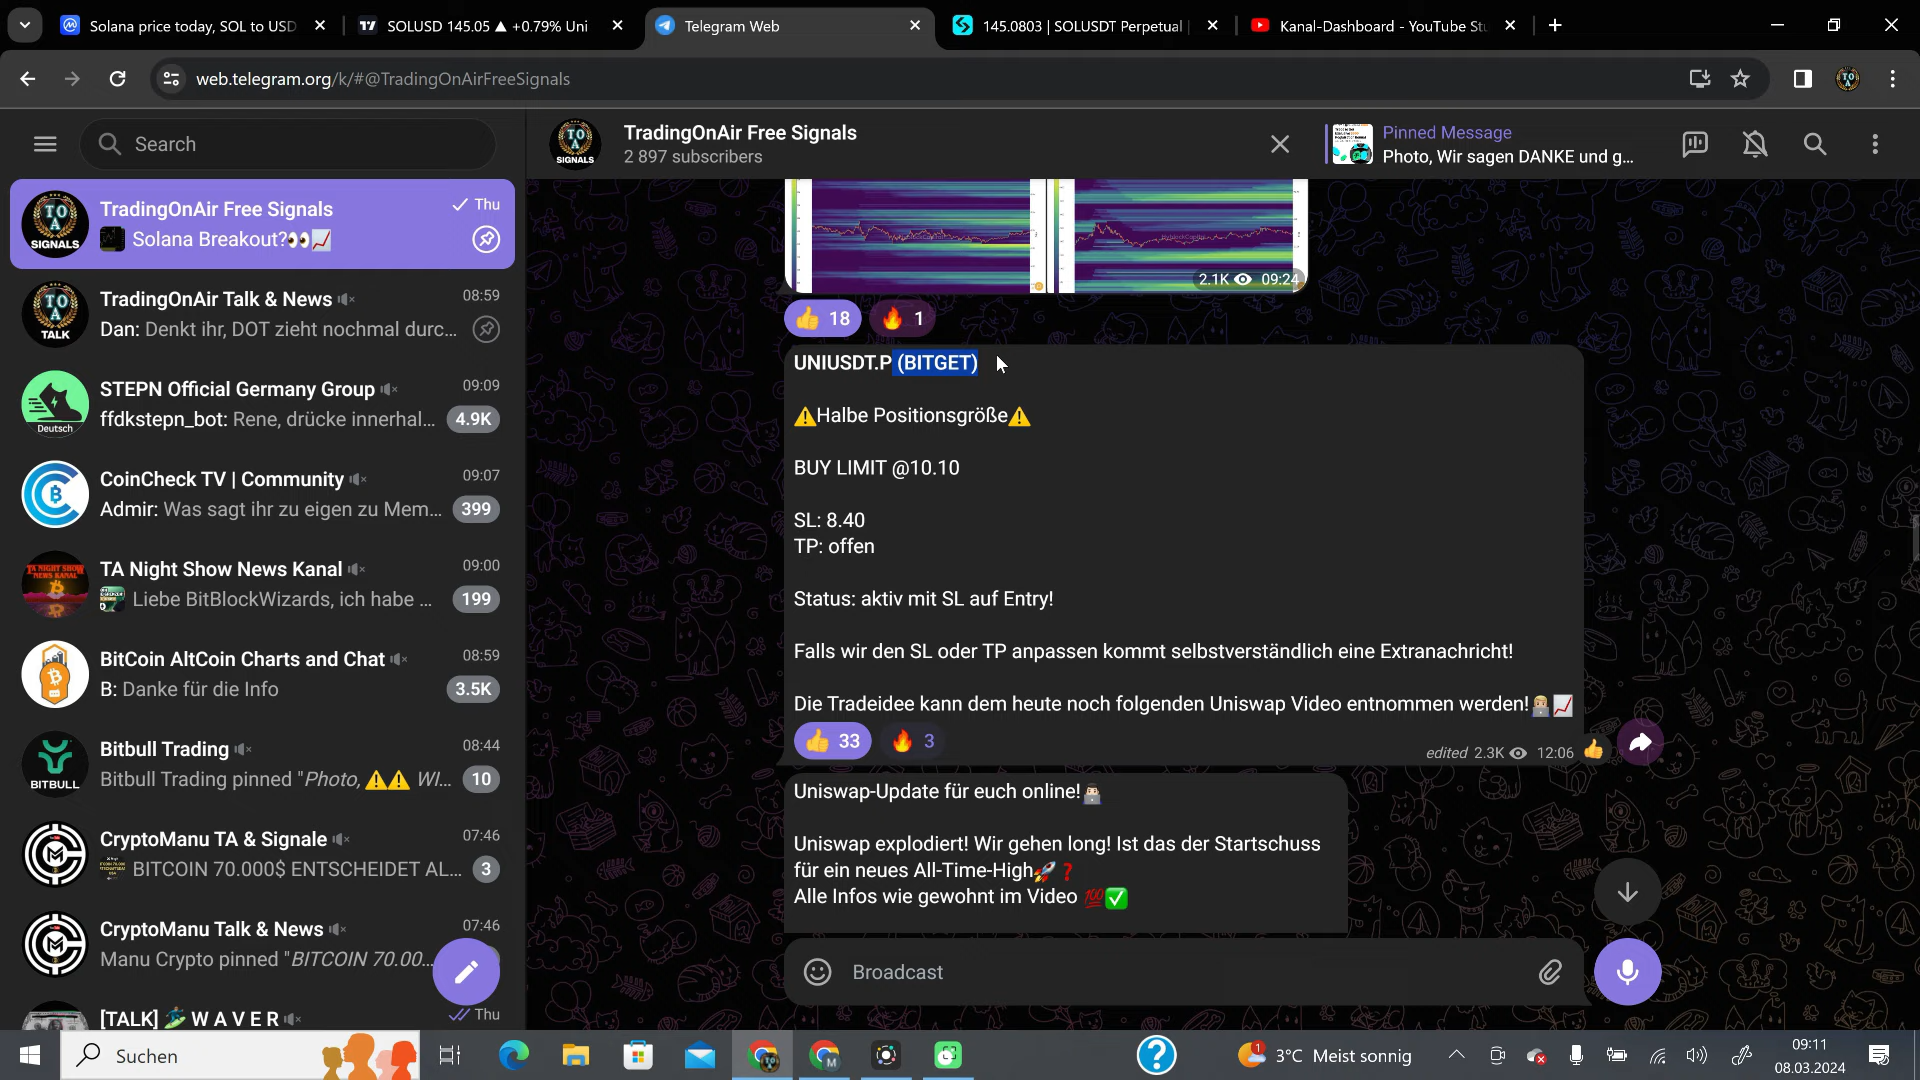 Solana price today, SOL to USD
SOLUSD 145.05 ▲ +0.79% Uni
Telegram Web
145.0803 | SOLUSDT Perpetual
Kanal-Dashboard - YouTube Stu
web.telegram.org/k/#@TradingOnAirFreeSignals
Search
TradingOnAir Free Signals
2 897 subscribers
Pinned Message
Photo, Wir sagen DANKE und g...
TOA
SIGNALS
TradingOnAir Free Signals
Thu
Solana Breakout?👀📈
TOA
TALK
TradingOnAir Talk & News
08:59
Dan: Denkt ihr, DOT zieht nochmal durc...
Deutsch
STEPN Official Germany Group
09:09
ffdkstepn_bot: Rene, drücke innerhal...
4.9K
CoinCheck TV | Community
09:07
Admir: Was sagt ihr zu eigen zu Mem...
399
TA NIGHT SHOW
TA Night Show News Kanal
09:00
Liebe BitBlockWizards, ich habe ...
199
BitCoin AltCoin Charts and Chat
08:59
B: Danke für die Info
3.5K
BITBULL
Bitbull Trading
08:44
Bitbull Trading pinned "Photo, ⚠️⚠️ WI...
10
CryptoManu TA & Signale
07:46
BITCOIN 70.000$ ENTSCHEIDET AL...
3
CryptoManu Talk & News
07:46
Manu Crypto pinned "BITCOIN 70.00...
[TALK] 🏄 W A V E R
Thu
2.1K 09:24
👍 18 🔥 1
UNIUSDT.P (BITGET)
⚠️Halbe Positionsgröße⚠️
BUY LIMIT @10.10
SL: 8.40
TP: offen
Status: aktiv mit SL auf Entry!
Falls wir den SL oder TP anpassen kommt selbstverständlich eine Extranachricht!
Die Tradeidee kann dem heute noch folgenden Uniswap Video entnommen werden!👨🏼‍💻📈
👍 33 🔥 3
edited 2.3K 12:06
Uniswap-Update für euch online!👨🏻‍💻
Uniswap explodiert! Wir gehen long! Ist das der Startschuss
für ein neues All-Time-High🚀❓
Alle Infos wie gewohnt im Video 💯✅
Broadcast
Suchen
3°C Meist sonnig
09:11
08.03.2024